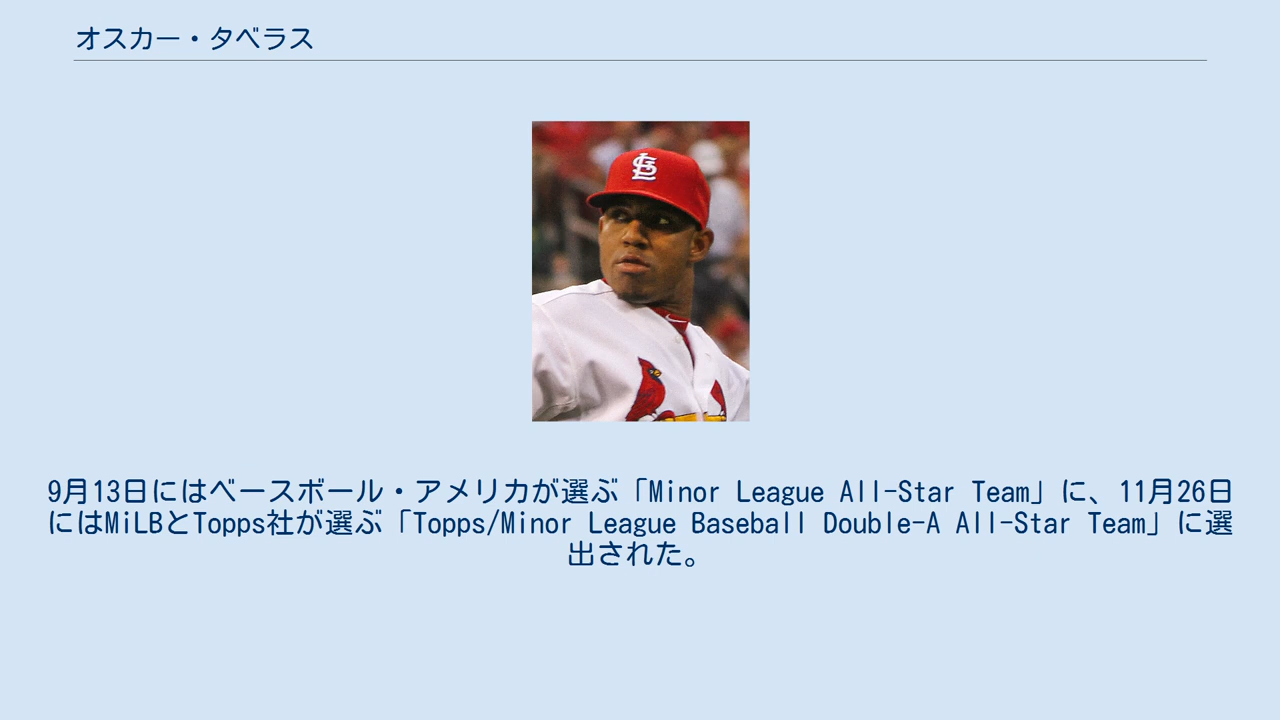 オスカー・タベラス
StL
9月13日にはベースボール・アメリカが選ぶ「Minor League All-Star Team」に、11月26日
にはMiLBとTopps社が選ぶ「Topps/Minor League Baseball Double-A All-Star Team」に選
出された。